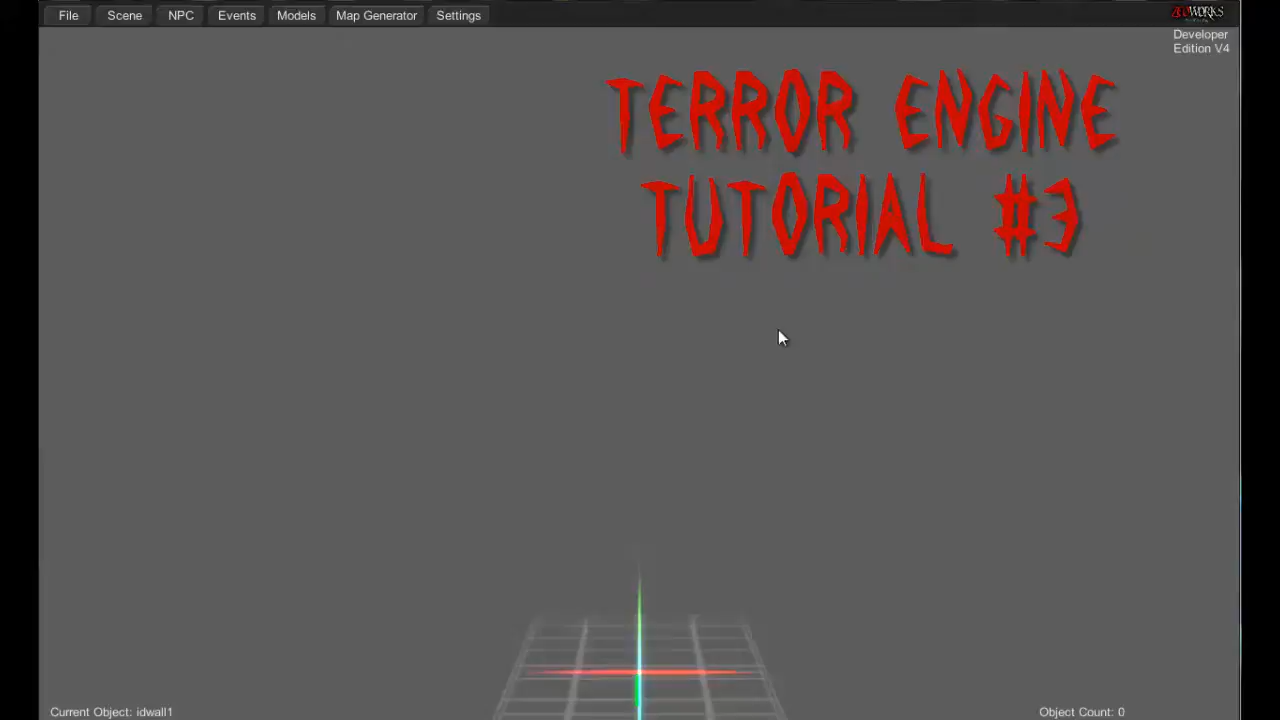 File Scene NPC Events Models Map Generator Settings
ZEOWORKS
Developer
Edition V4
TERROR ENGINE
TUTORIAL #3
Current Object: idwall1 Object Count: 0